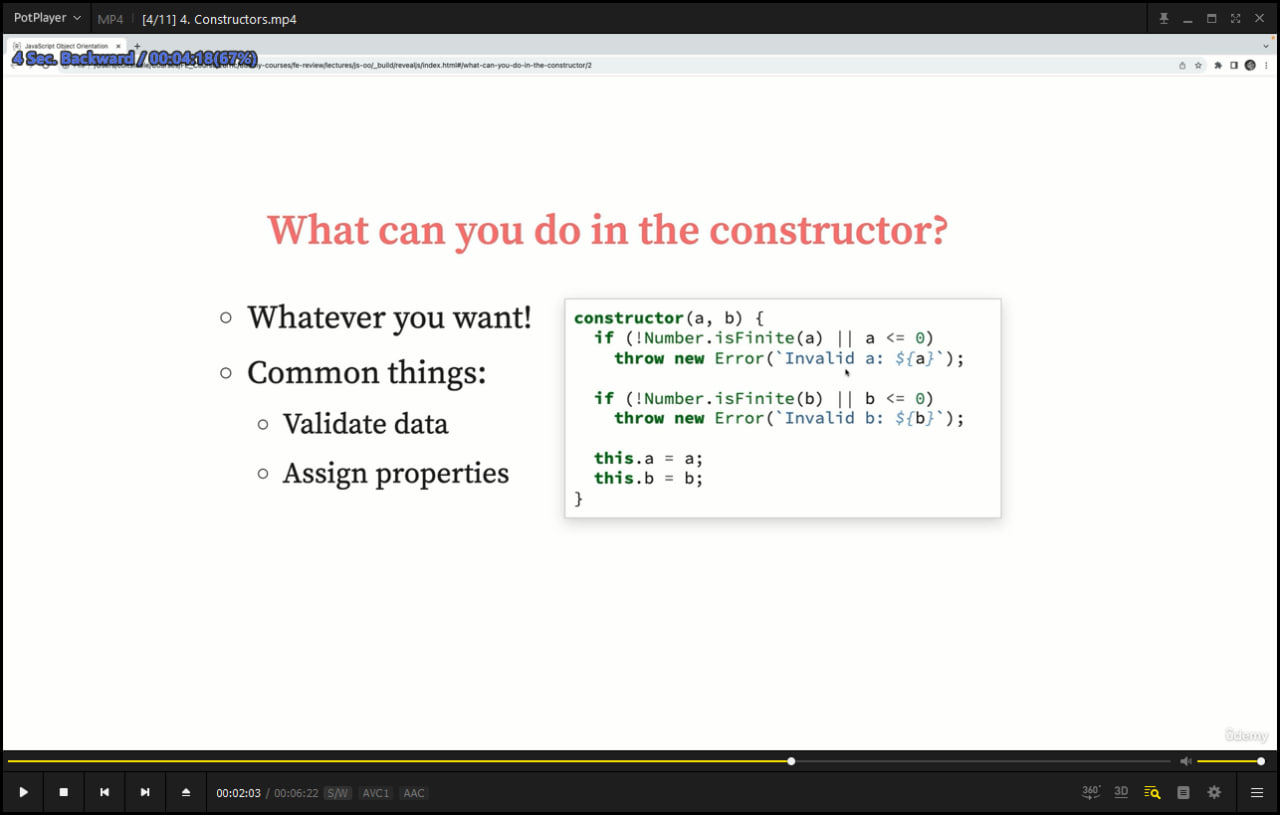 PotPlayer MP4 [4/11] 4. Constructors.mp4
JavaScript Object Orientation
4 Sec. Backward / 00:04:18(67%)
-courses/fe-review/lectures/js-oo/_build/revealjs/index.html#/what-can-you-do-in-the-constructor/2
What can you do in the constructor?
Whatever you want!
Common things:
Validate data
Assign properties
constructor(a, b) {
if (!Number.isFinite(a) || a <= 0)
throw new Error(`Invalid a: ${a}`);
if (!Number.isFinite(b) || b <= 0)
throw new Error(`Invalid b: ${b}`);
this.a = a;
this.b = b;
}
ûdemy
00:02:03 / 00:06:22 S/W AVC1 AAC
360° 3D